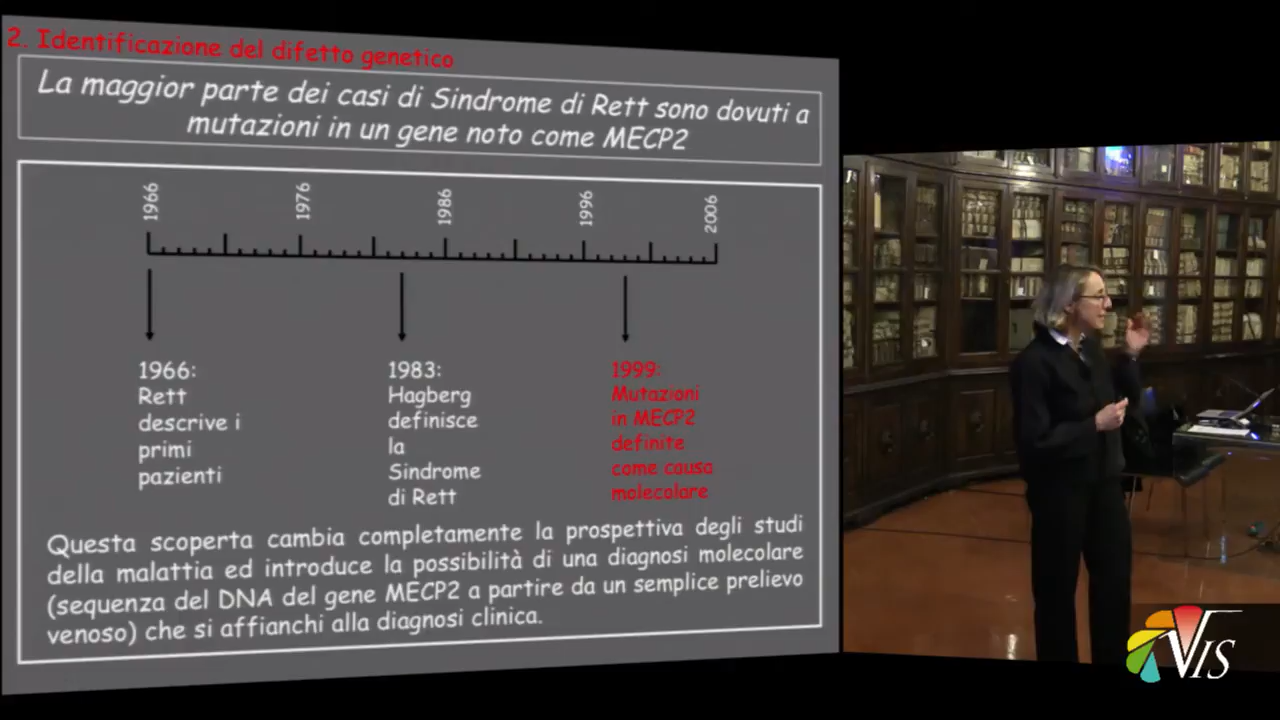 2. Identificazione del difetto genetico
La maggior parte dei casi di Sindrome di Rett sono dovuti a
mutazioni in un gene noto come MECP2
1966
1976
1986
1996
2006
1966:
Rett
descrive i
primi
pazienti
1983:
Hagberg
definisce
la
Sindrome
di Rett
1999:
Mutazioni
in MECP2
definite
come causa
molecolare
Questa scoperta cambia completamente la prospettiva degli studi
della malattia ed introduce la possibilità di una diagnosi molecolare
(sequenza del DNA del gene MECP2 a partire da un semplice prelievo
venoso) che si affianchi alla diagnosi clinica.
VIS